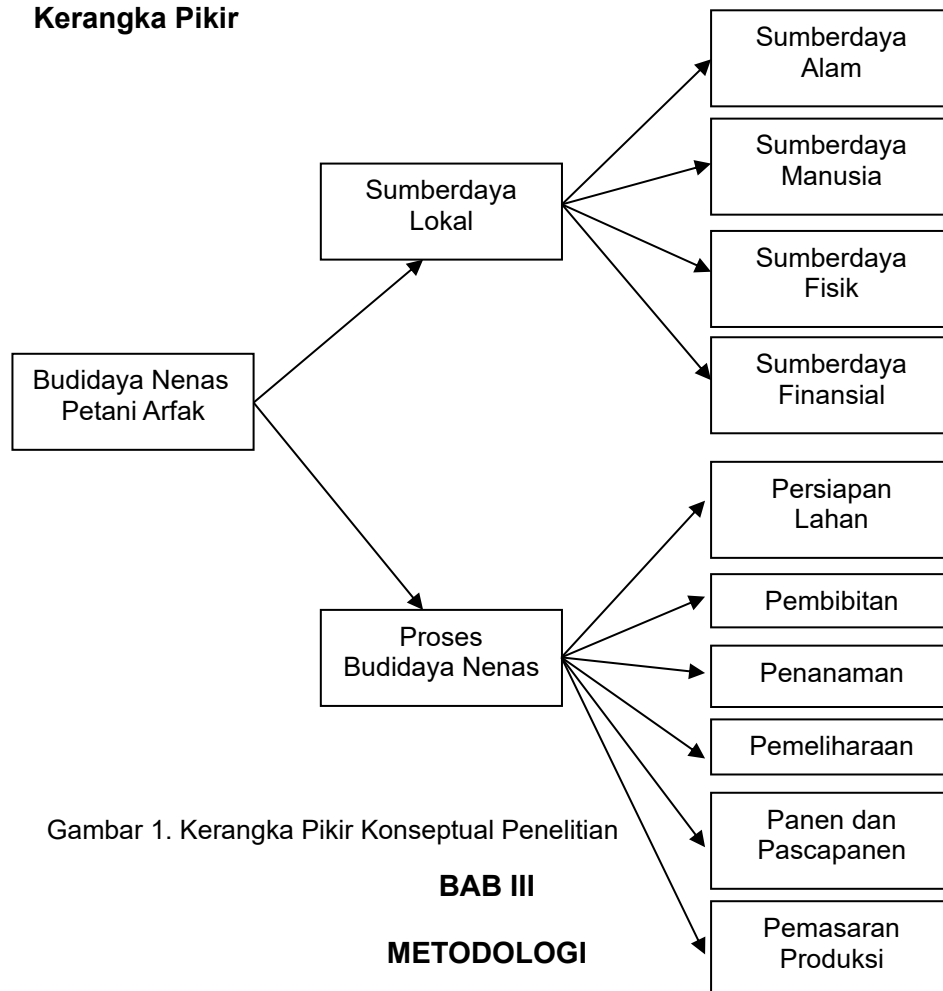 Kerangka Pikir
Budidaya Nenas
Petani Arfak
Sumberdaya
Lokal
Sumberdaya
Alam
Sumberdaya
Manusia
Sumberdaya
Fisik
Sumberdaya
Finansial
Proses
Budidaya Nenas
Persiapan
Lahan
Pembibitan
Penanaman
Pemeliharaan
Panen dan
Pascapanen
Pemasaran
Produksi
Gambar 1. Kerangka Pikir Konseptual Penelitian
BAB III
METODOLOGI